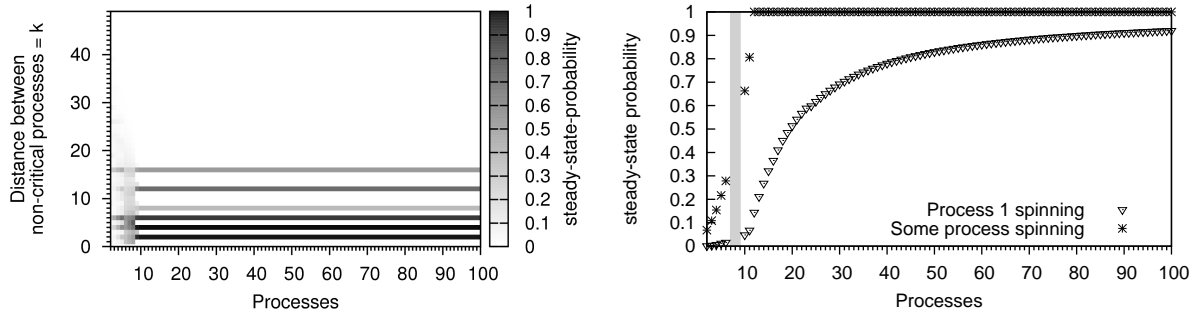 Distance between
non-critical processes = k
40
30
20
10
0
10 20 30 40 50 60 70 80 90 100
Processes
1
0.9
0.8
0.7
0.6
0.5
0.4
0.3
0.2
0.1
0
steady-state-probability
steady-state probability
1
0.9
0.8
0.7
0.6
0.5
0.4
0.3
0.2
0.1
0
Process 1 spinning
Some process spinning
10 20 30 40 50 60 70 80 90 100
Processes